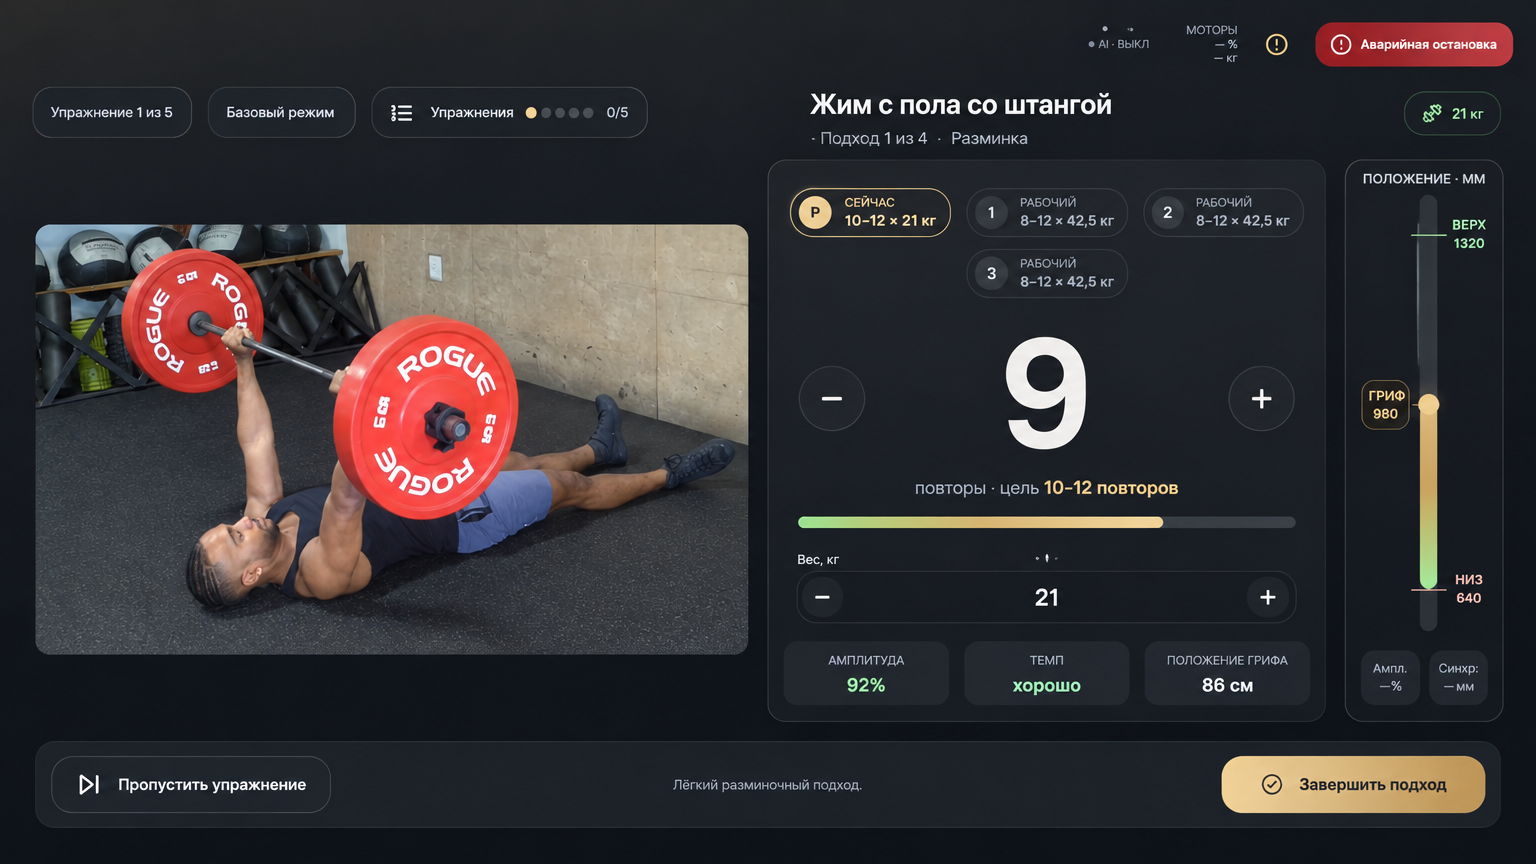 AI · ВЫКЛ
МОТОРЫ
— %
— кг
Аварийная остановка
Упражнение 1 из 5
Базовый режим
Упражнения
0/5
Жим с пола со штангой
· Подход 1 из 4 · Разминка
21 кг
P
СЕЙЧАС
10–12 × 21 кг
1
РАБОЧИЙ
8–12 × 42,5 кг
2
РАБОЧИЙ
8–12 × 42,5 кг
3
РАБОЧИЙ
8–12 × 42,5 кг
ROGUE
ROGUE
ROGUE
ROGUE
9
повторы · цель 10–12 повторов
Вес, кг
21
АМПЛИТУДА
92%
ТЕМП
хорошо
ПОЛОЖЕНИЕ ГРИФА
86 см
ПОЛОЖЕНИЕ · ММ
ВЕРХ
1320
ГРИФ
980
НИЗ
640
Ампл.
—%
Синхр:
— мм
Пропустить упражнение
Лёгкий разминочный подход.
Завершить подход